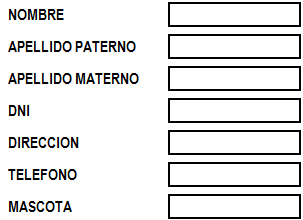 NOMBRE
APELLIDO PATERNO
APELLIDO MATERNO
DNI
DIRECCION
TELEFONO
MASCOTA